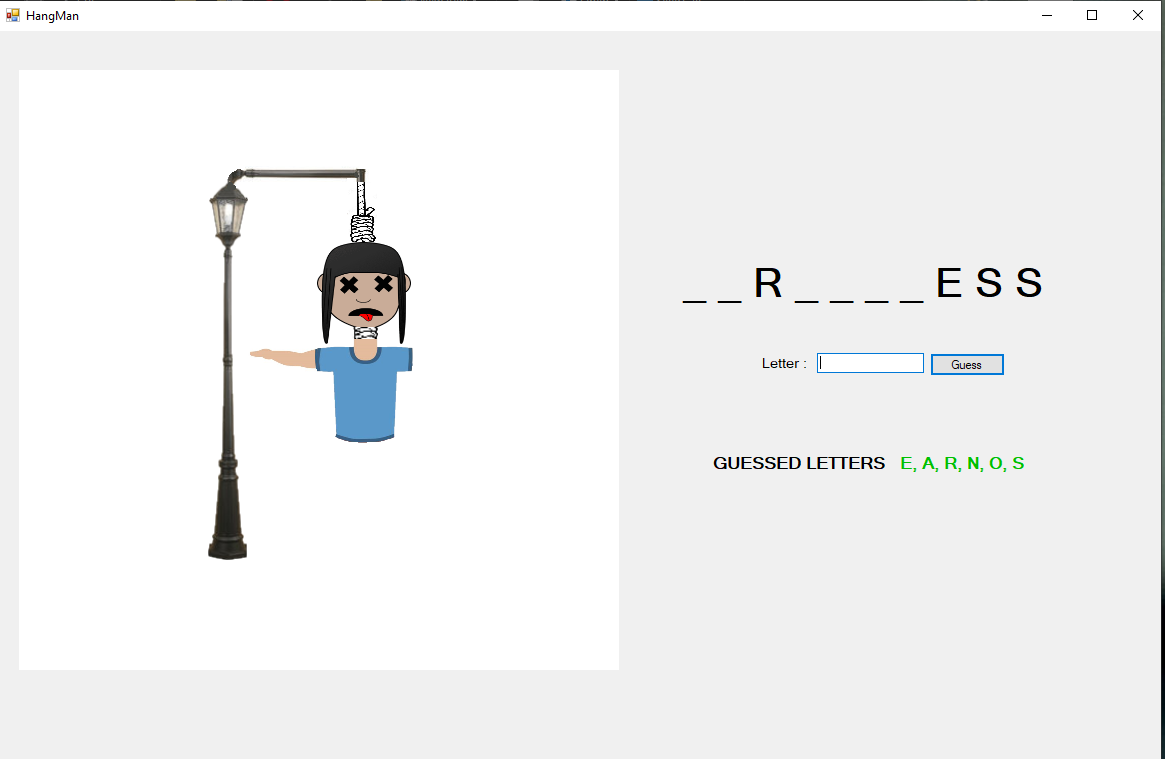 HangMan
_ _ R _ _ _ _ E S S
Letter :
Guess
GUESSED LETTERS E, A, R, N, O, S